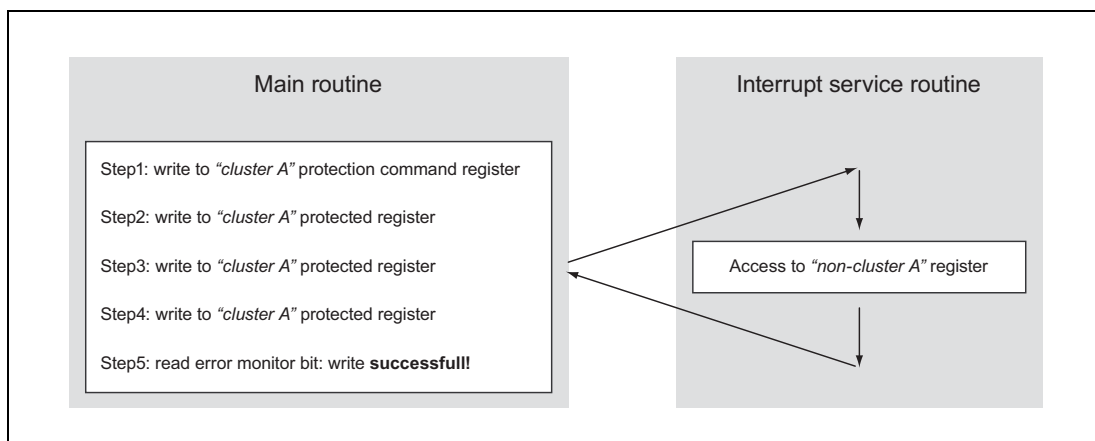 Main routine
Interrupt service routine
Step1: write to “cluster A” protection command register
Step2: write to “cluster A” protected register
Step3: write to “cluster A” protected register
Access to “non-cluster A” register
Step4: write to “cluster A” protected register
Step5: read error monitor bit: write successfull!